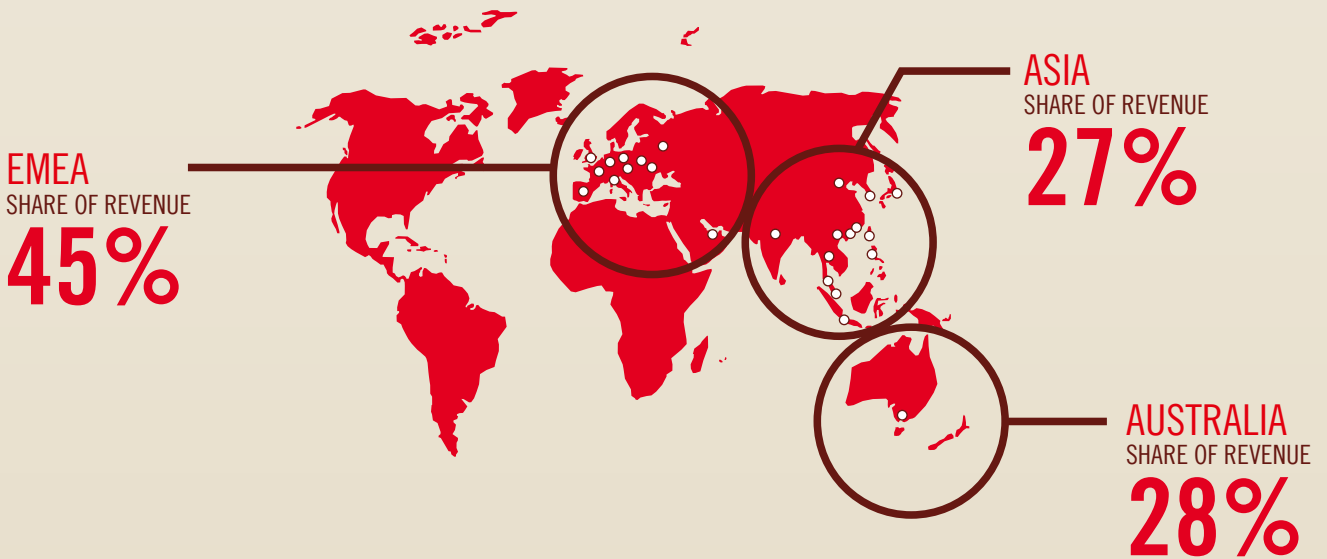 EMEA
SHARE OF REVENUE
45%
ASIA
SHARE OF REVENUE
27%
AUSTRALIA
SHARE OF REVENUE
28%